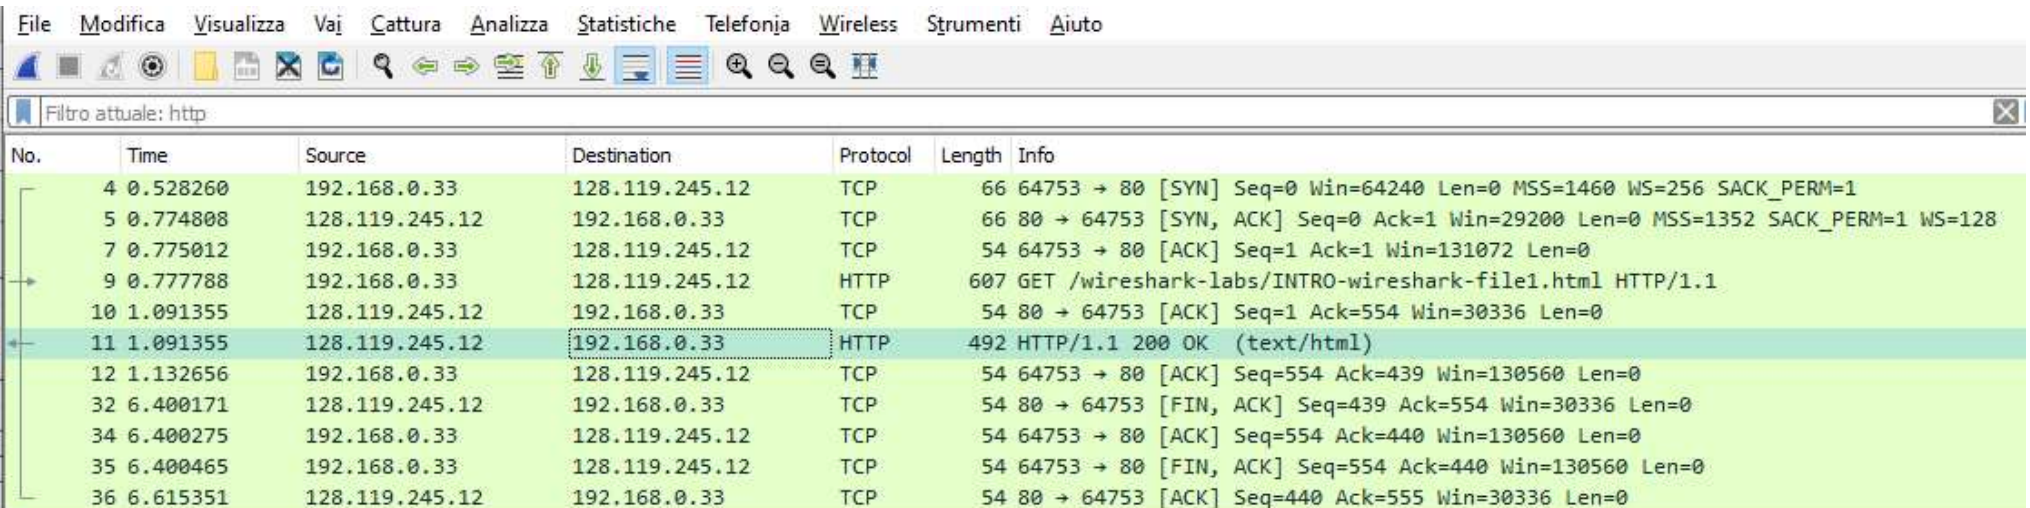 File Modifica Visualizza Vai Cattura Analizza Statistiche Telefonia Wireless Strumenti Aiuto
Filtro attuale: http
No. Time Source Destination Protocol Length Info
4 0.528260 192.168.0.33 128.119.245.12 TCP 66 64753 → 80 [SYN] Seq=0 Win=64240 Len=0 MSS=1460 WS=256 SACK_PERM=1
5 0.774808 128.119.245.12 192.168.0.33 TCP 66 80 → 64753 [SYN, ACK] Seq=0 Ack=1 Win=29200 Len=0 MSS=1352 SACK_PERM=1 WS=128
7 0.775012 192.168.0.33 128.119.245.12 TCP 54 64753 → 80 [ACK] Seq=1 Ack=1 Win=131072 Len=0
9 0.777788 192.168.0.33 128.119.245.12 HTTP 607 GET /wireshark-labs/INTRO-wireshark-file1.html HTTP/1.1
10 1.091355 128.119.245.12 192.168.0.33 TCP 54 80 → 64753 [ACK] Seq=1 Ack=554 Win=30336 Len=0
11 1.091355 128.119.245.12 192.168.0.33 HTTP 492 HTTP/1.1 200 OK (text/html)
12 1.132656 192.168.0.33 128.119.245.12 TCP 54 64753 → 80 [ACK] Seq=554 Ack=439 Win=130560 Len=0
32 6.400171 128.119.245.12 192.168.0.33 TCP 54 80 → 64753 [FIN, ACK] Seq=439 Ack=554 Win=30336 Len=0
34 6.400275 192.168.0.33 128.119.245.12 TCP 54 64753 → 80 [ACK] Seq=554 Ack=440 Win=130560 Len=0
35 6.400465 192.168.0.33 128.119.245.12 TCP 54 64753 → 80 [FIN, ACK] Seq=554 Ack=440 Win=130560 Len=0
36 6.615351 128.119.245.12 192.168.0.33 TCP 54 80 → 64753 [ACK] Seq=440 Ack=555 Win=30336 Len=0